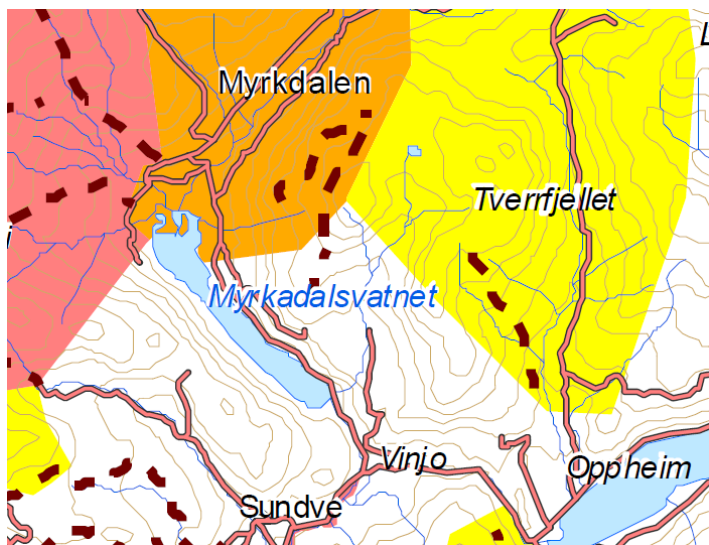 L
Myrkdalen
Tverrfjellet
i
Myrkadalsvatnet
Vinjo
Oppheim
Sundve